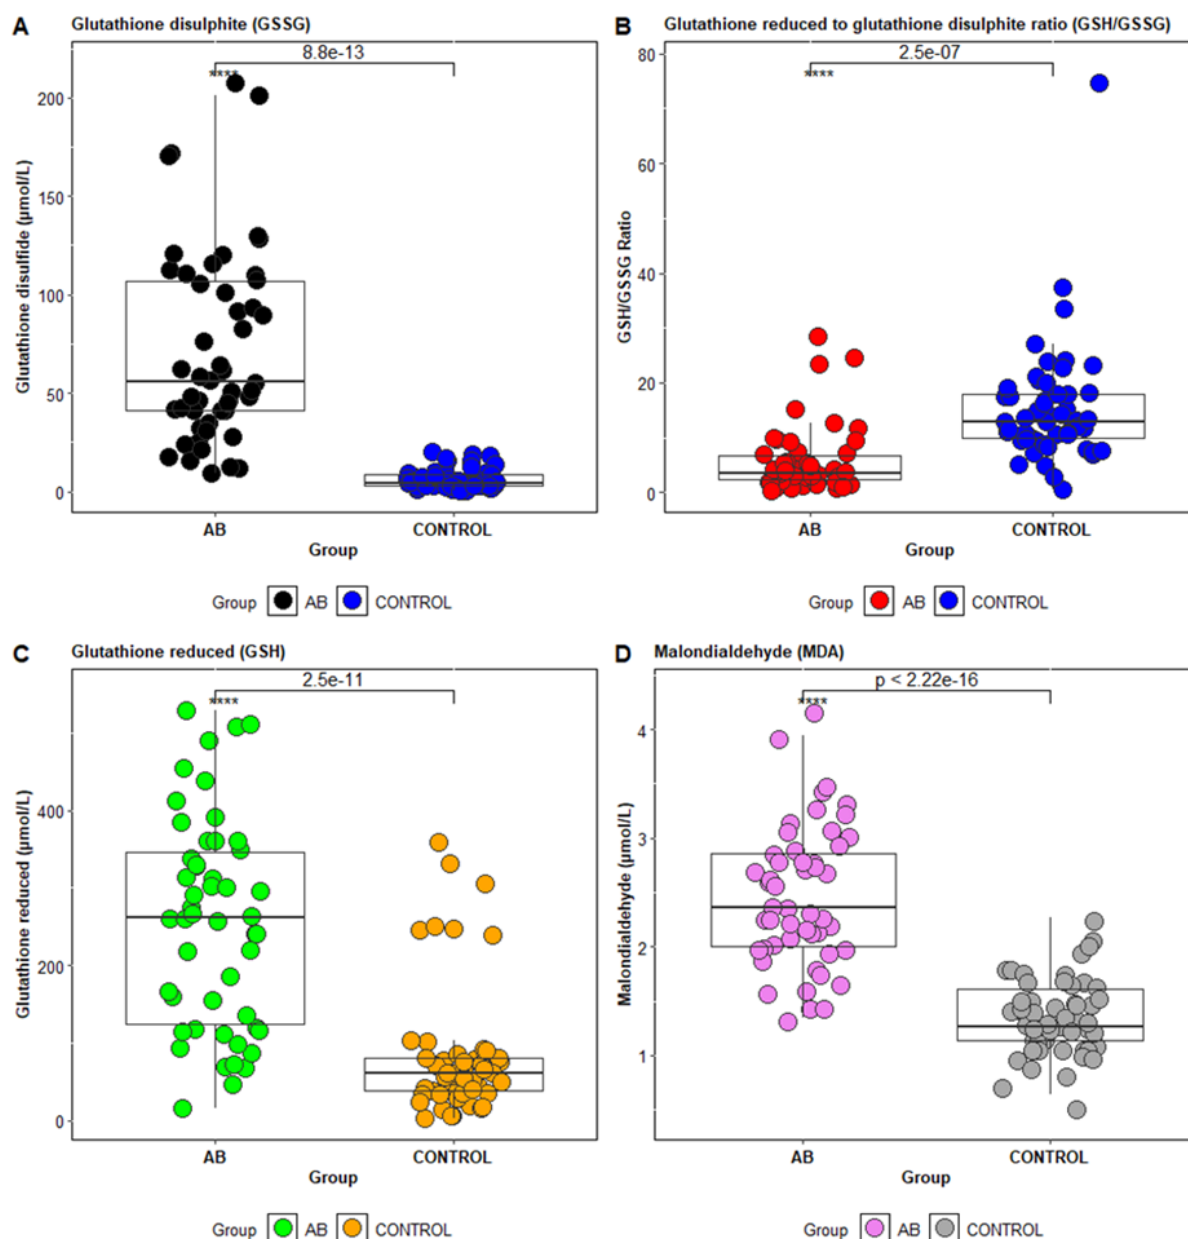 A Glutathione disulphite (GSSG)
8.8e-13
****
Glutathione disulfide (µmol/L)
200
150
100
50
0
AB CONTROL
Group
Group AB CONTROL
B Glutathione reduced to glutathione disulphite ratio (GSH/GSSG)
2.5e-07
****
GSH/GSSG Ratio
80
60
40
20
0
AB CONTROL
Group
Group AB CONTROL
C Glutathione reduced (GSH)
2.5e-11
****
Glutathione reduced (µmol/L)
400
200
0
AB CONTROL
Group
Group AB CONTROL
D Malondialdehyde (MDA)
p < 2.22e-16
****
Malondialdehyde (µmol/L)
4
3
2
1
AB CONTROL
Group
Group AB CONTROL